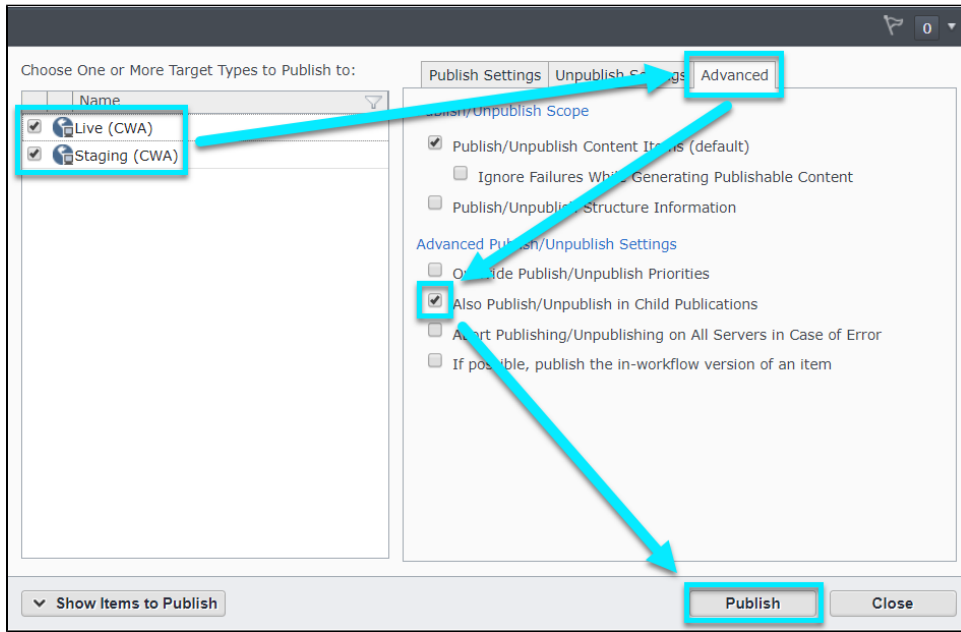 0
Choose One or More Target Types to Publish to:
Publish Settings
Unpublish Settings
Advanced
Name
Live (CWA)
Staging (CWA)
Publish/Unpublish Scope
Publish/Unpublish Content Items (default)
Ignore Failures While Generating Publishable Content
Publish/Unpublish Structure Information
Advanced Publish/Unpublish Settings
Override Publish/Unpublish Priorities
Also Publish/Unpublish in Child Publications
Abort Publishing/Unpublishing on All Servers in Case of Error
If possible, publish the in-workflow version of an item
Show Items to Publish
Publish
Close